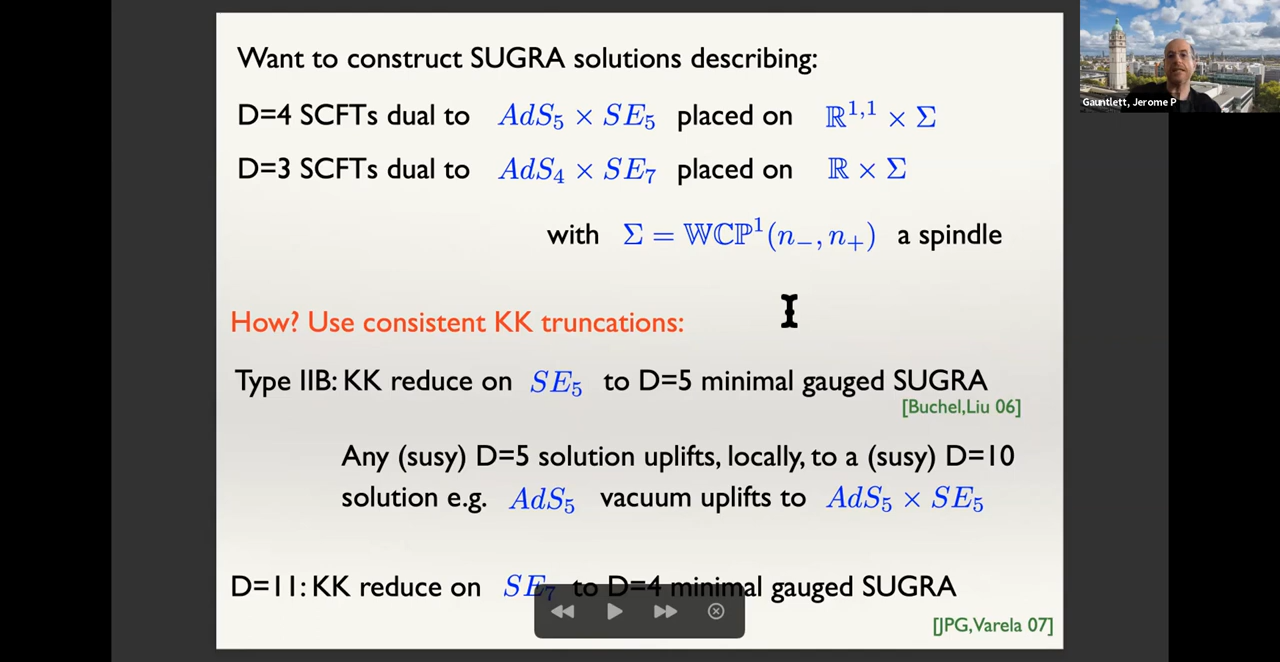 Want to construct SUGRA solutions describing:
D=4 SCFTs dual to AdS₅ × SE₅ placed on ℝ¹,¹ × Σ
D=3 SCFTs dual to AdS₄ × SE₇ placed on ℝ × Σ
with Σ = 𝕎ℂℙ¹(n₋, n₊) a spindle
How? Use consistent KK truncations:
Type IIB: KK reduce on SE₅ to D=5 minimal gauged SUGRA
[Buchel,Liu 06]
Any (susy) D=5 solution uplifts, locally, to a (susy) D=10
solution e.g. AdS₅ vacuum uplifts to AdS₅ × SE₅
D=11: KK reduce on SE₇ to D=4 minimal gauged SUGRA
[JPG,Varela 07]
Gauntlett, Jerome P